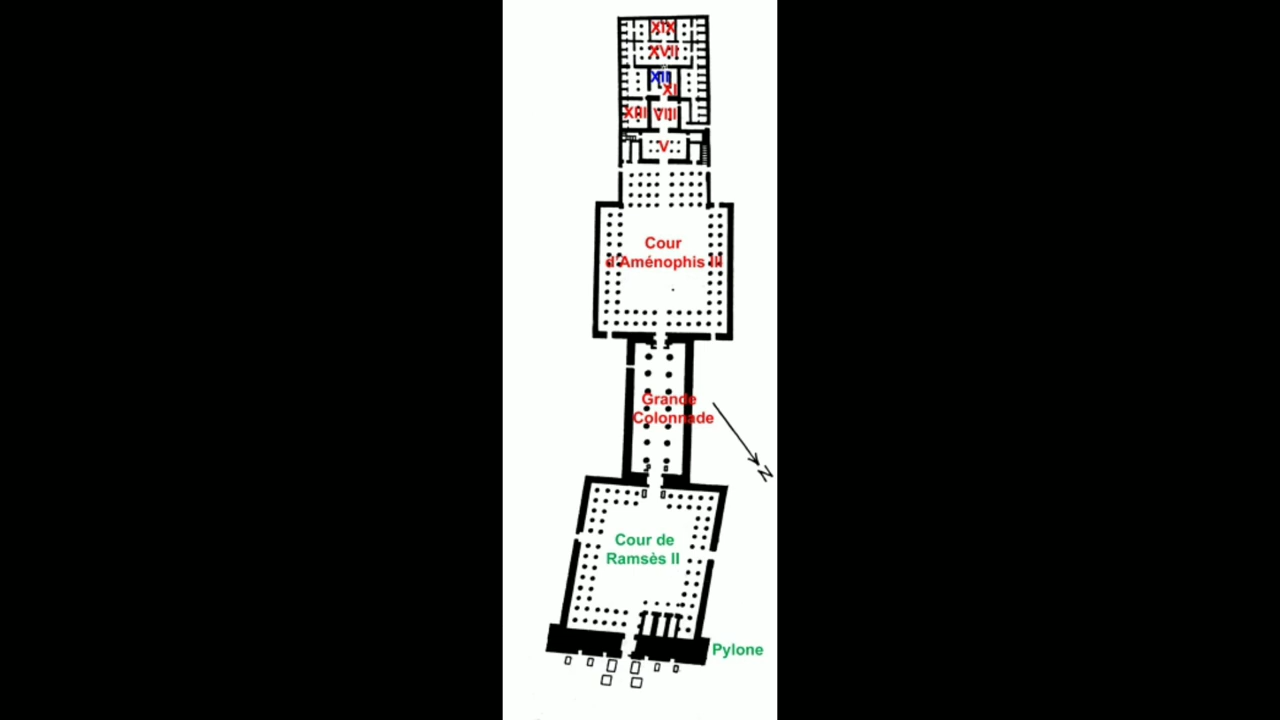 XIX
XVII
XII
XI
XIII VIII
V
Cour
d'Aménophis III
Grande
Colonnade
N
Cour de
Ramsès II
Pylone